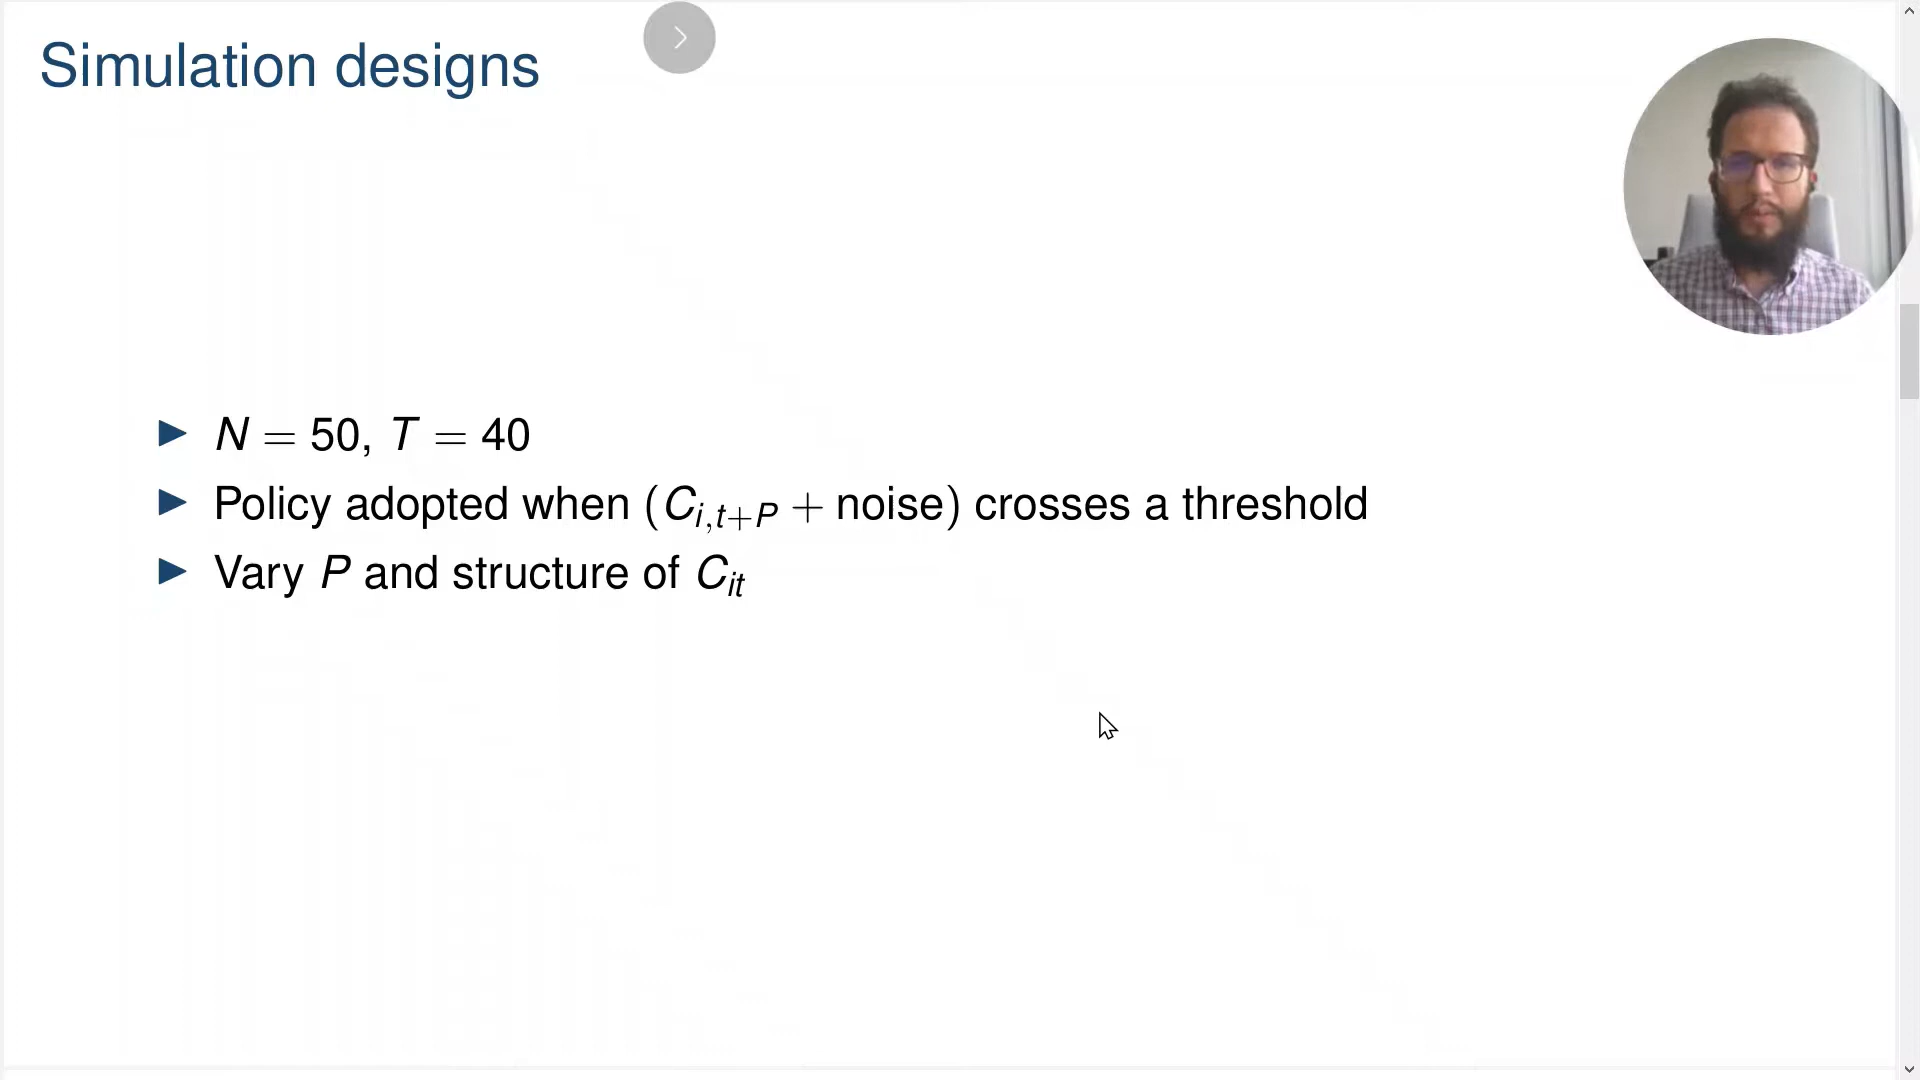 Simulation designs
N = 50, T = 40
Policy adopted when (C_{i,t+P} + noise) crosses a threshold
Vary P and structure of C_{it}